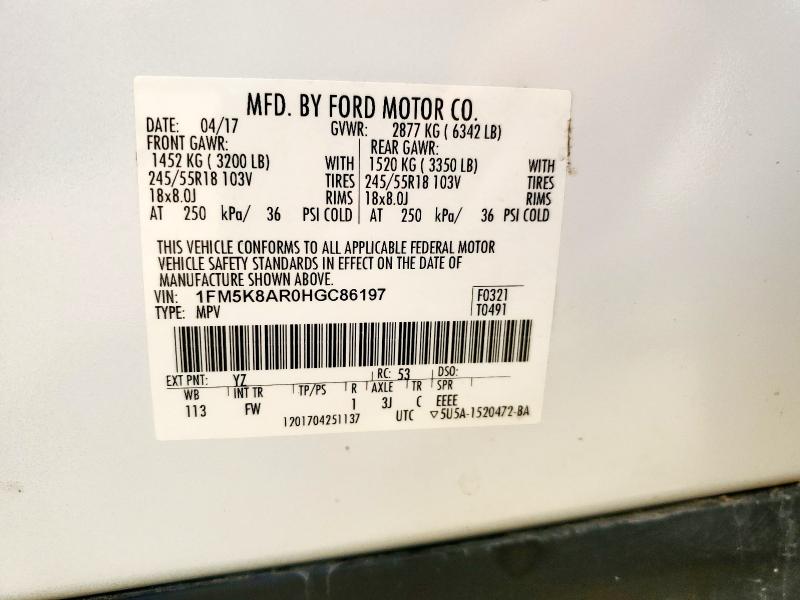 MFD. BY FORD MOTOR CO.
DATE: 04/17 GVWR: 2877 KG ( 6342 LB)
FRONT GAWR: REAR GAWR:
1452 KG ( 3200 LB) WITH 1520 KG ( 3350 LB) WITH
245/55R18 103V TIRES 245/55R18 103V TIRES
18x8.0J RIMS 18x8.0J RIMS
AT 250 kPa/ 36 PSI COLD AT 250 kPa/ 36 PSI COLD
THIS VEHICLE CONFORMS TO ALL APPLICABLE FEDERAL MOTOR
VEHICLE SAFETY STANDARDS IN EFFECT ON THE DATE OF
MANUFACTURE SHOWN ABOVE.
VIN: 1FM5K8AR0HGC86197 F0321
TYPE: MPV T0491
EXT PNT: YZ RC: 53 DSO:
WB INT TR TP/PS R AXLE TR SPR
113 FW 1 3J C EEEE
1201704251137 UTC ▽5U5A-1520472-BA